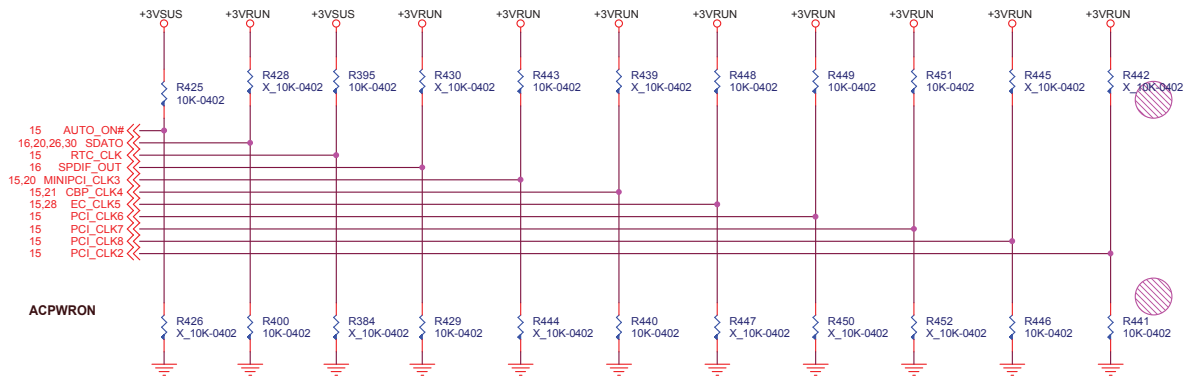 +3VSUS +3VRUN +3VSUS +3VRUN +3VRUN +3VRUN +3VRUN +3VRUN +3VRUN +3VRUN +3VRUN
R425
10K-0402
R428
X_10K-0402
R395
10K-0402
R430
X_10K-0402
R443
10K-0402
R439
X_10K-0402
R448
10K-0402
R449
10K-0402
R451
10K-0402
R445
X_10K-0402
R442
X_10K-0402
15 AUTO_ON#
16,20,26,30 SDATO
15 RTC_CLK
16 SPDIF_OUT
15,20 MINIPCI_CLK3
15,21 CBP_CLK4
15,28 EC_CLK5
15 PCI_CLK6
15 PCI_CLK7
15 PCI_CLK8
15 PCI_CLK2
ACPWRON
R426
X_10K-0402
R400
10K-0402
R384
X_10K-0402
R429
10K-0402
R444
X_10K-0402
R440
10K-0402
R447
X_10K-0402
R450
X_10K-0402
R452
X_10K-0402
R446
10K-0402
R441
10K-0402